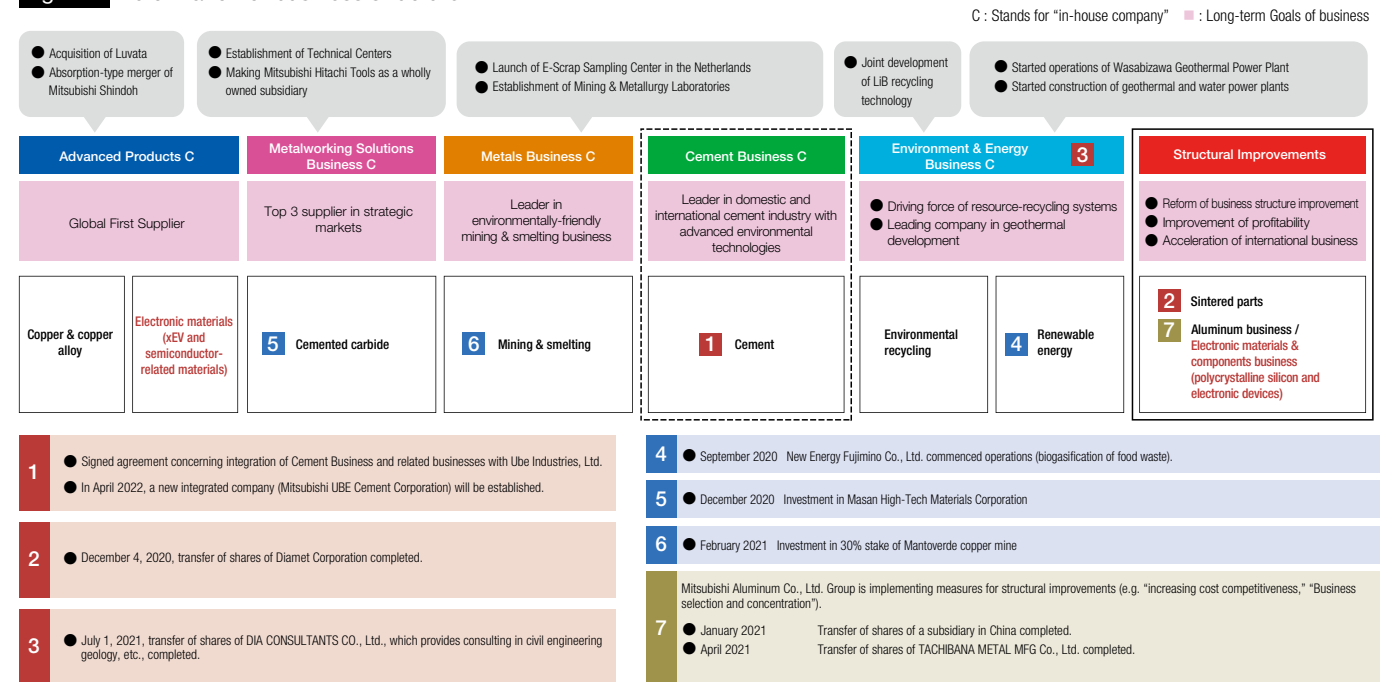 C : Stands for “in-house company” : Long-term Goals of business
● Acquisition of Luvata
● Absorption-type merger of
Mitsubishi Shindoh
● Establishment of Technical Centers
● Making Mitsubishi Hitachi Tools as a wholly
owned subsidiary
● Launch of E-Scrap Sampling Center in the Netherlands
● Establishment of Mining & Metallurgy Laboratories
● Joint development
of LiB recycling
technology
● Started operations of Wasabizawa Geothermal Power Plant
● Started construction of geothermal and water power plants
Advanced Products C
Metalworking Solutions
Business C
Metals Business C
Cement Business C
Environment & Energy
Business C
3
Structural Improvements
Global First Supplier
Top 3 supplier in strategic
markets
Leader in
environmentally-friendly
mining & smelting business
Leader in domestic and
international cement industry with
advanced environmental
technologies
● Driving force of resource-recycling systems
● Leading company in geothermal
development
● Reform of business structure improvement
● Improvement of profitability
● Acceleration of international business
Copper & copper
alloy
Electronic materials
(xEV and
semiconductor-
related materials)
5 Cemented carbide
6 Mining & smelting
1 Cement
Environmental
recycling
4 Renewable
energy
2 Sintered parts
7 Aluminum business /
Electronic materials &
components business
(polycrystalline silicon and
electronic devices)
1
● Signed agreement concerning integration of Cement Business and related businesses with Ube Industries, Ltd.
● In April 2022, a new integrated company (Mitsubishi UBE Cement Corporation) will be established.
2
● December 4, 2020, transfer of shares of Diamet Corporation completed.
3
● July 1, 2021, transfer of shares of DIA CONSULTANTS CO., Ltd., which provides consulting in civil engineering
geology, etc., completed.
4 ● September 2020 New Energy Fujimino Co., Ltd. commenced operations (biogasification of food waste).
5 ● December 2020 Investment in Masan High-Tech Materials Corporation
6 ● February 2021 Investment in 30% stake of Mantoverde copper mine
7
Mitsubishi Aluminum Co., Ltd. Group is implementing measures for structural improvements (e.g. “increasing cost competitiveness,” “Business
selection and concentration”).
● January 2021 Transfer of shares of a subsidiary in China completed.
● April 2021 Transfer of shares of TACHIBANA METAL MFG Co., Ltd. completed.